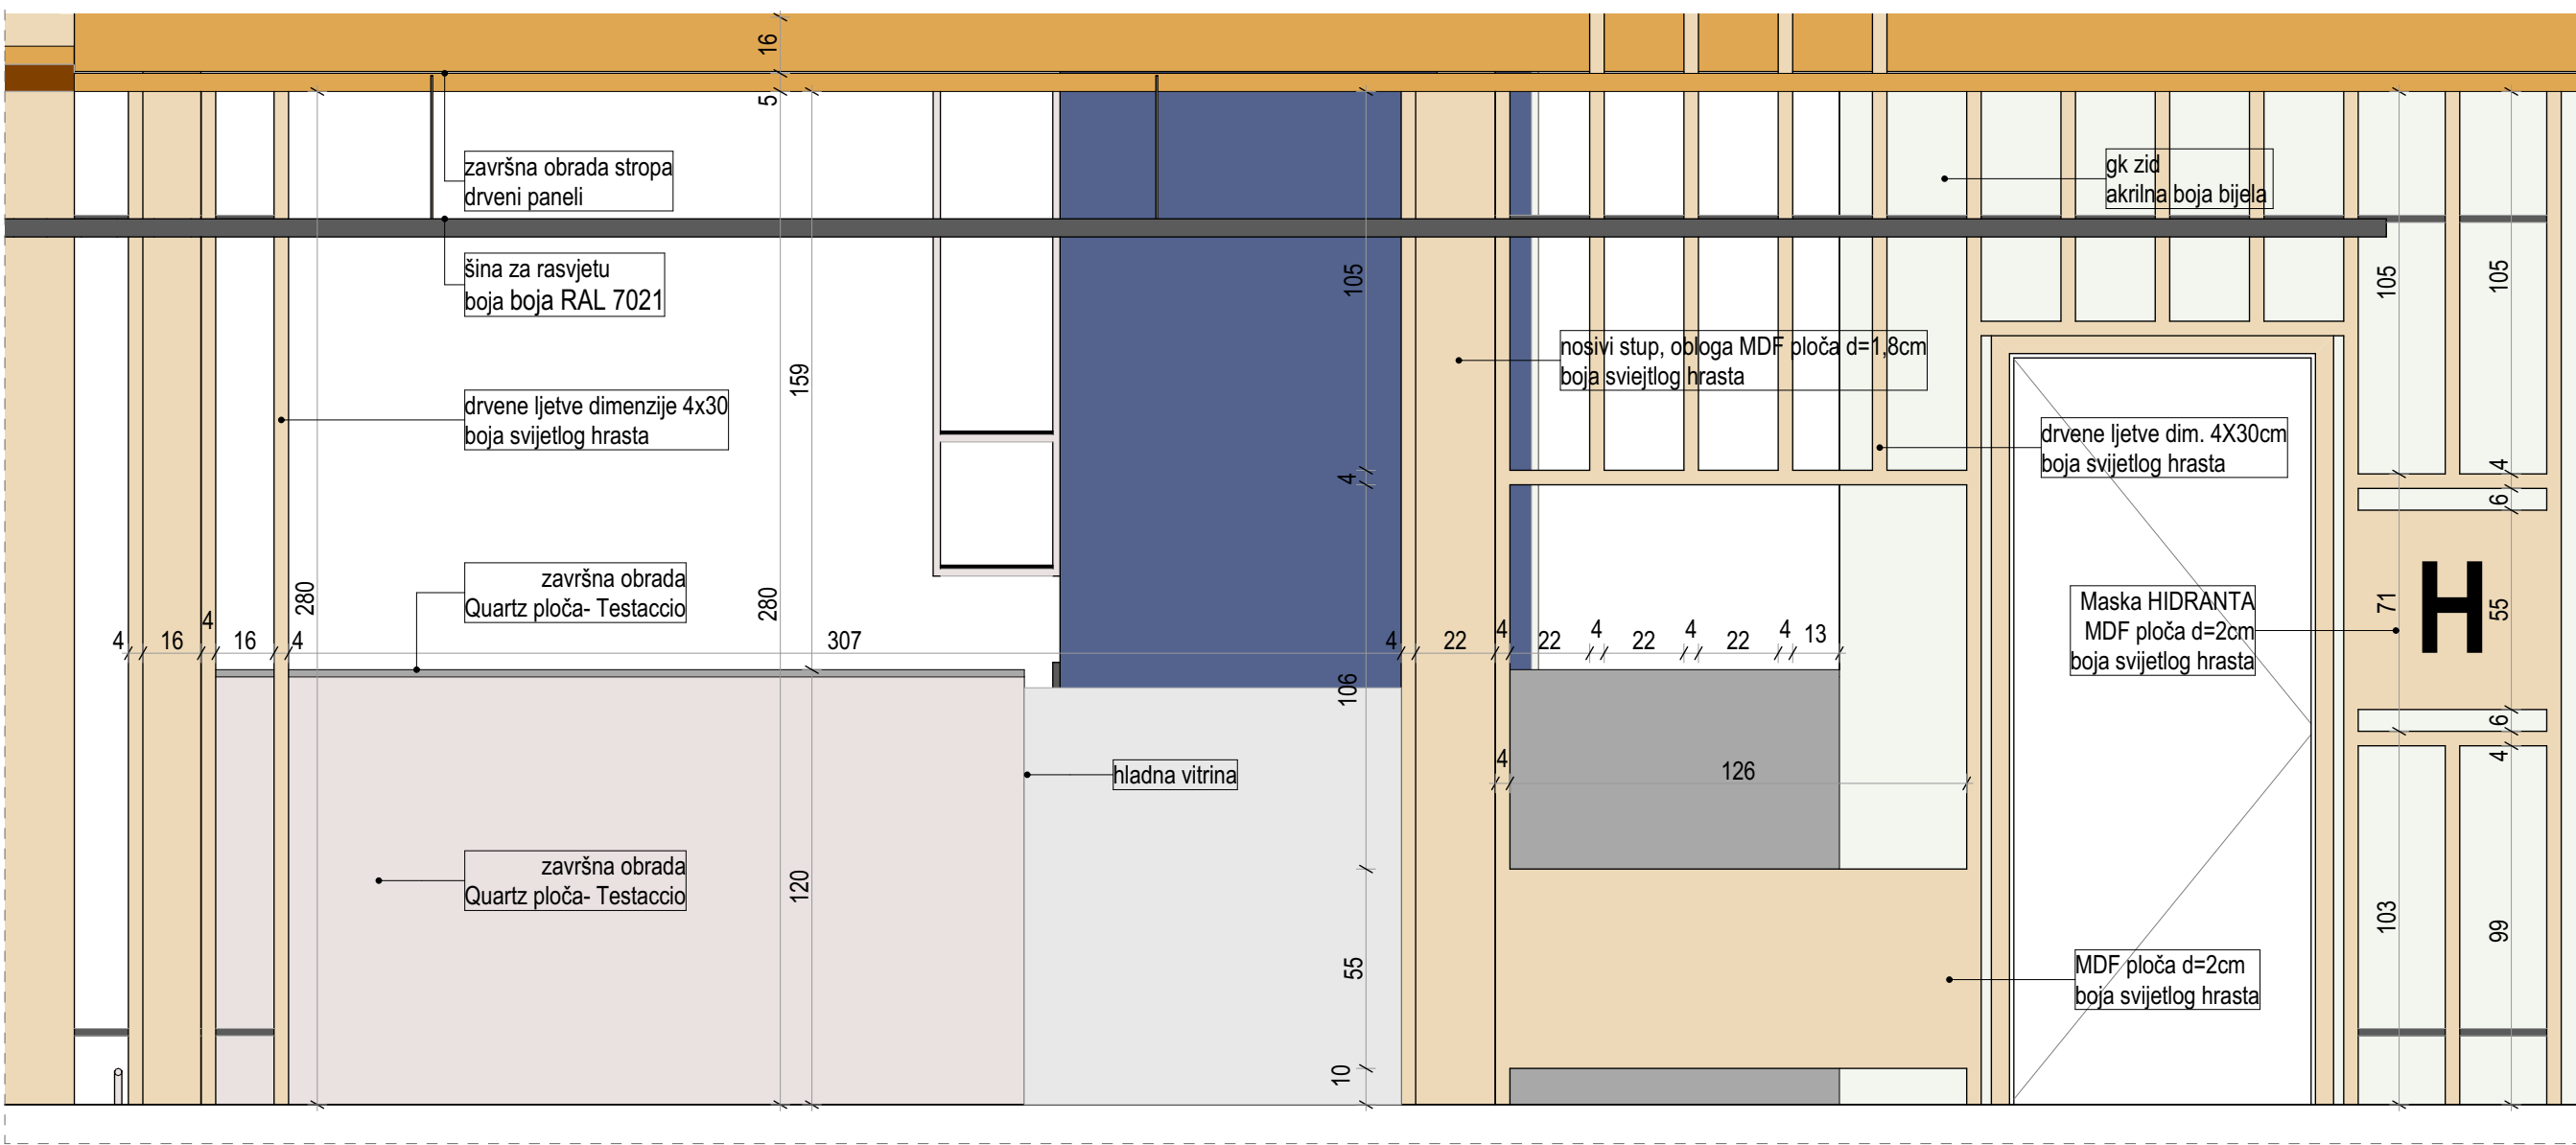 16
5
završna obrada stropa
drveni paneli
gk zid
akrilna boja bijela
šina za rasvjetu
boja boja RAL 7021
105
105
105
nosivi stup, obloga MDF ploča d=1,8cm
boja sviejtlog hrasta
159
drvene ljetve dimenzije 4x30
boja svijetlog hrasta
drvene ljetve dim. 4X30cm
boja svijetlog hrasta
4
4
6
završna obrada
Quartz ploča- Testaccio
280
280
H
71
55
Maska HIDRANTA
MDF ploča d=2cm
boja svijetlog hrasta
4
16
4
16
4
307
4
22
4
22
4
22
4
22
4
13
106
6
4
hladna vitrina
4
126
završna obrada
Quartz ploča- Testaccio
120
103
99
55
MDF ploča d=2cm
boja svijetlog hrasta
10